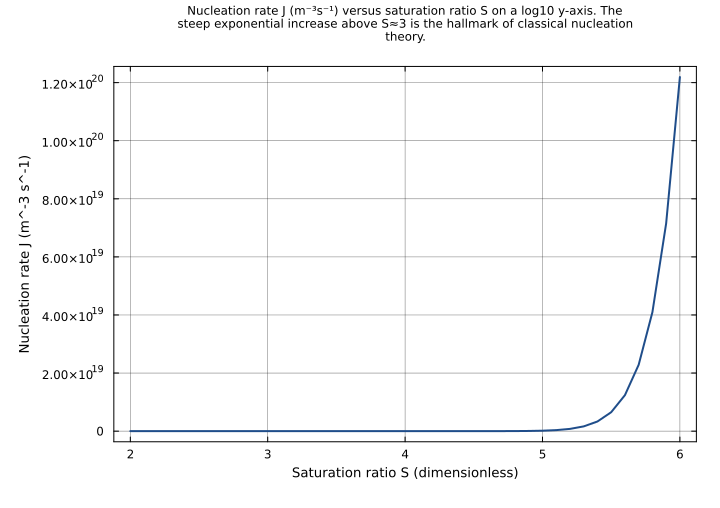 Nucleation rate J (m⁻³s⁻¹) versus saturation ratio S on a log10 y-axis. The
steep exponential increase above S≈3 is the hallmark of classical nucleation
theory.
1.20×10²⁰
1.00×10²⁰
8.00×10¹⁹
6.00×10¹⁹
4.00×10¹⁹
2.00×10¹⁹
0
Nucleation rate J (m^-3 s^-1)
2 3 4 5 6
Saturation ratio S (dimensionless)